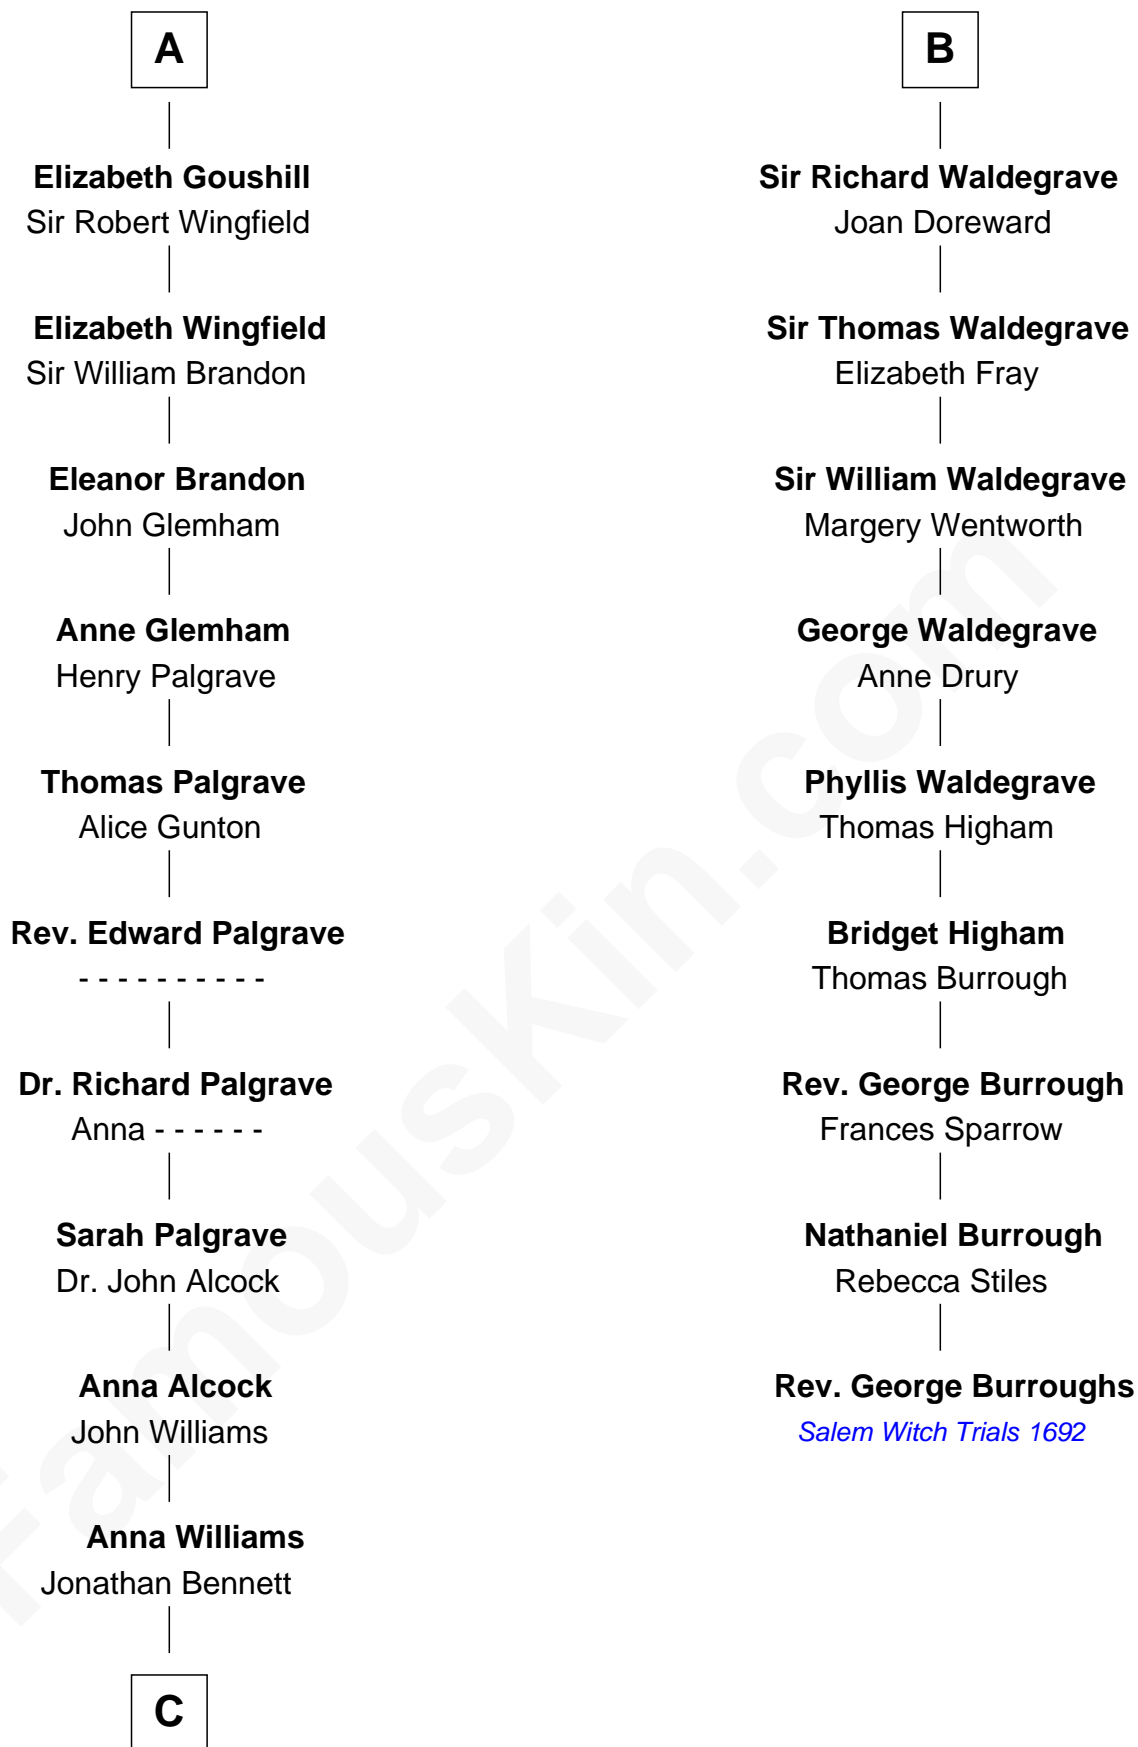 A
Elizabeth Goushill
Sir Robert Wingfield
Elizabeth Wingfield
Sir William Brandon
Eleanor Brandon
John Glemham
Anne Glemham
Henry Palgrave
Thomas Palgrave
Alice Gunton
Rev. Edward Palgrave
- - - - - - - - - -
Dr. Richard Palgrave
Anna - - - - - -
Sarah Palgrave
Dr. John Alcock
Anna Alcock
John Williams
Anna Williams
Jonathan Bennett
C
B
Sir Richard Waldegrave
Joan Doreward
Sir Thomas Waldegrave
Elizabeth Fray
Sir William Waldegrave
Margery Wentworth
George Waldegrave
Anne Drury
Phyllis Waldegrave
Thomas Higham
Bridget Higham
Thomas Burrough
Rev. George Burrough
Frances Sparrow
Nathaniel Burrough
Rebecca Stiles
Rev. George Burroughs
Salem Witch Trials 1692
FamousKin.com